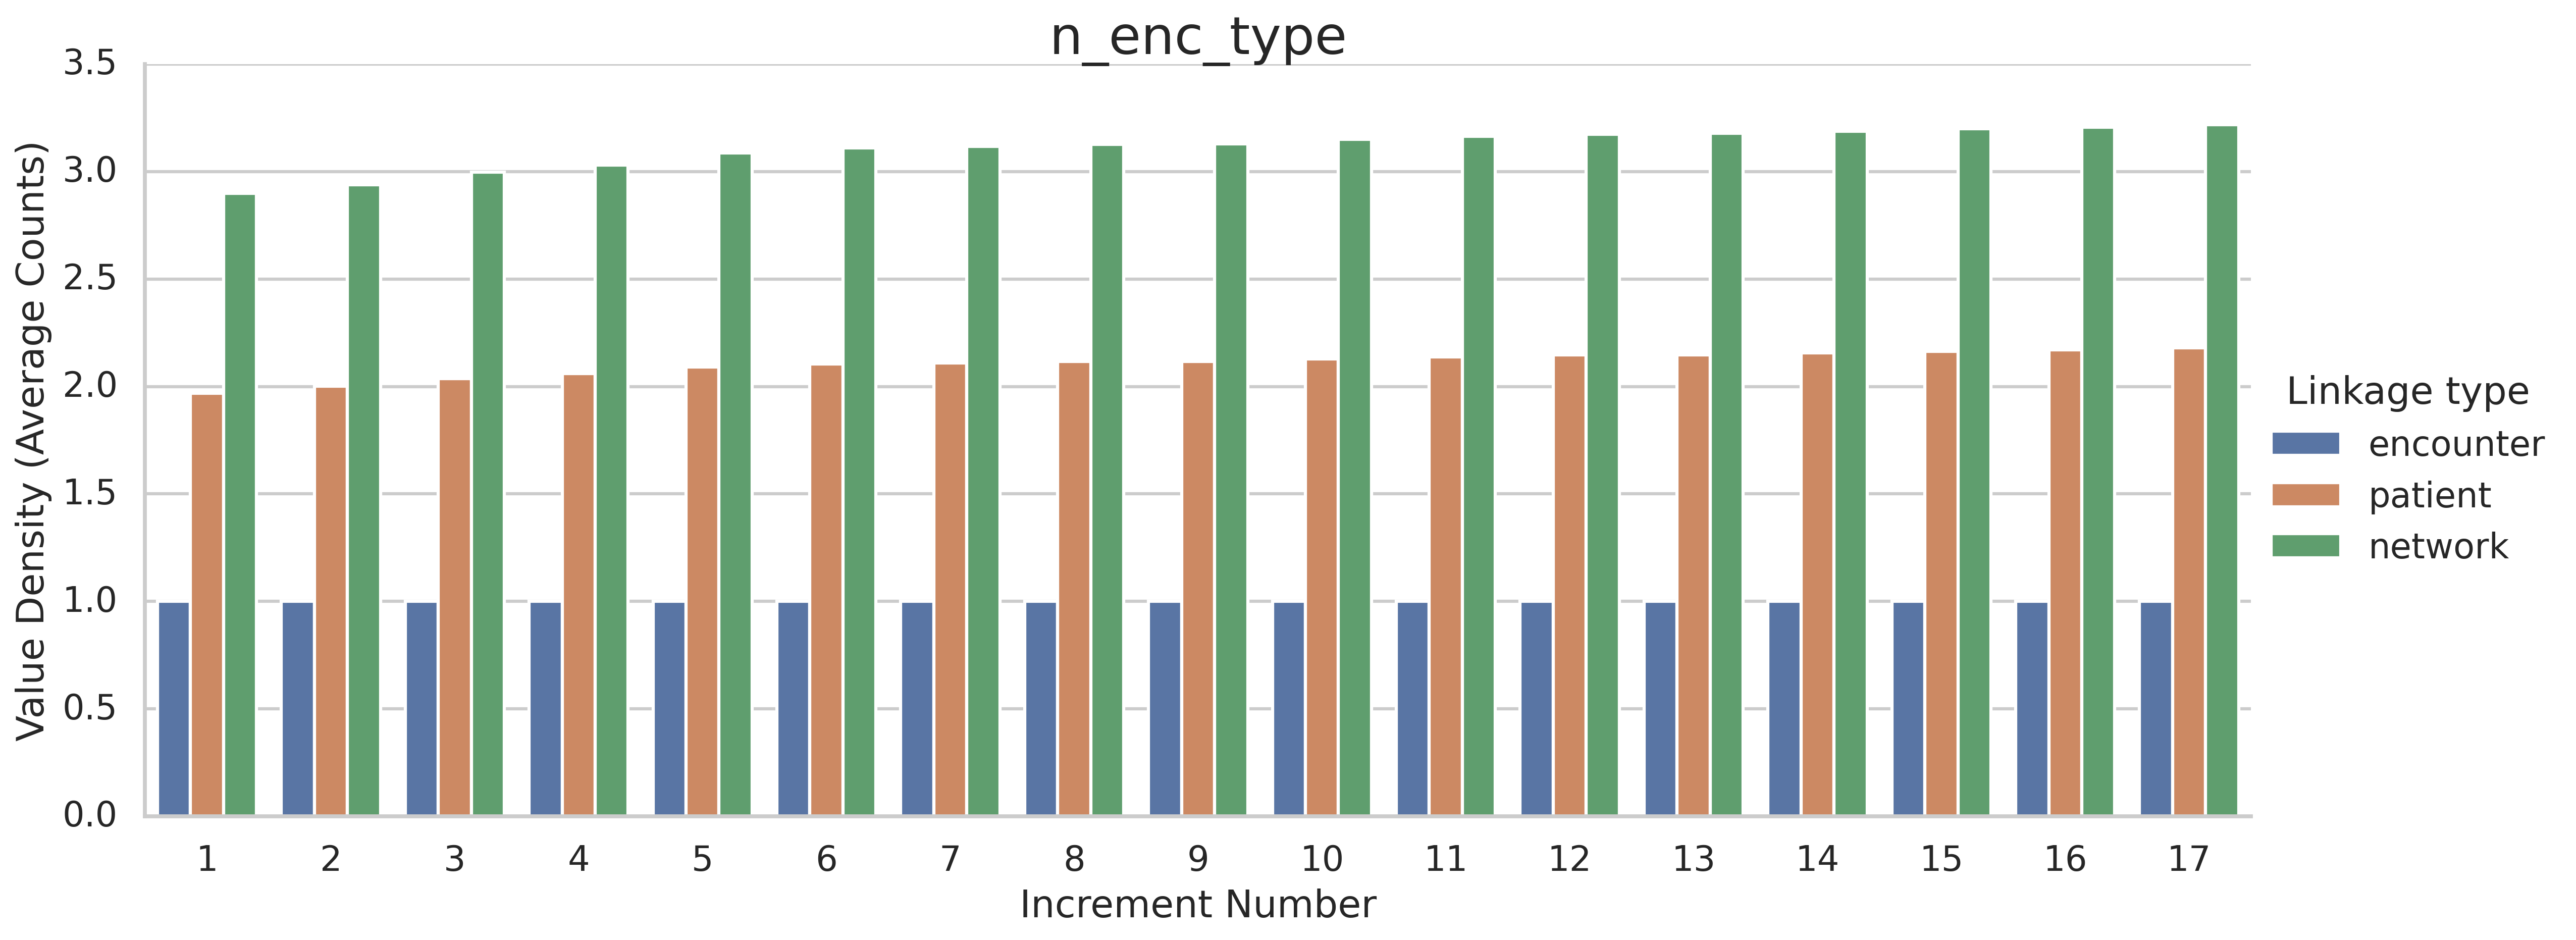 n_enc_type
Value Density (Average Counts)
3.5
3.0
2.5
2.0
1.5
1.0
0.5
0.0
1 2 3 4 5 6 7 8 9 10 11 12 13 14 15 16 17
Increment Number
Linkage type
encounter
patient
network